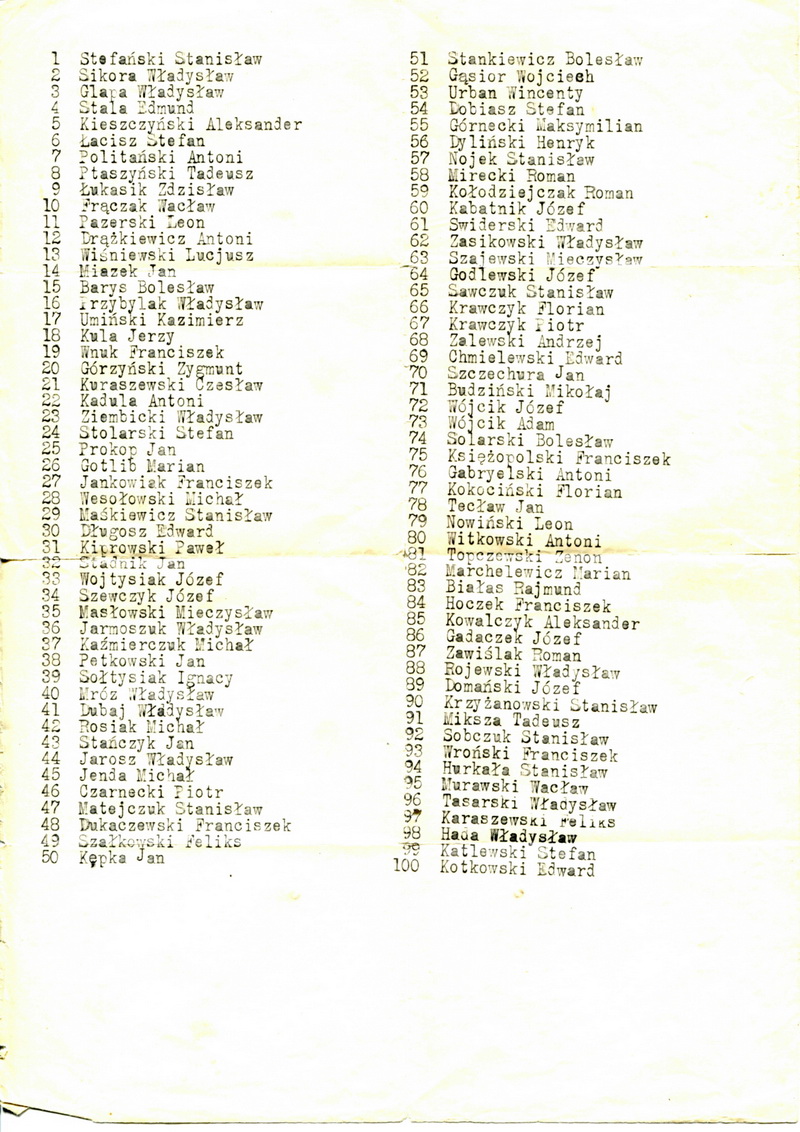 1 Stefański Stanisław
2 Sikora Władysław
3 Glapa Władysław
4 Stala Edmund
5 Kieszczyński Aleksander
6 Łacisz Stefan
7 Politański Antoni
8 Ptaszyński Tadeusz
9 Łukasik Zdzisław
10 Frączak Wacław
11 Pazerski Leon
12 Drążkiewicz Antoni
13 Wiśniewski Lucjusz
14 Miazek Jan
15 Barys Bolesław
16 Przybylak Władysław
17 Umiński Kazimierz
18 Kula Jerzy
19 Wnuk Franciszek
20 Górzyński Zygmunt
21 Kuraszewski Czesław
22 Kadula Antoni
23 Ziembicki Władysław
24 Stolarski Stefan
25 Prokop Jan
26 Gotlib Marian
27 Jankowiak Franciszek
28 Wesołowski Michał
29 Maśkiewicz Stanisław
30 Długosz Edward
31 Kiprowski Paweł
32 Stadnik Jan
33 Wojtysiak Józef
34 Szewczyk Józef
35 Masłowski Mieczysław
36 Jarmoszuk Władysław
37 Kaźmierczuk Michał
38 Petkowski Jan
39 Sołtysiak Ignacy
40 Mróz Władysław
41 Dubaj Władysław
42 Rosiak Michał
43 Stańczyk Jan
44 Jarosz Władysław
45 Jenda Michał
46 Czarnecki Piotr
47 Matejczuk Stanisław
48 Dukaczewski Franciszek
49 Szałkowski Feliks
50 Kępka Jan
51 Stankiewicz Bolesław
52 Gąsior Wojciech
53 Urban Wincenty
54 Dobiasz Stefan
55 Górnecki Maksymilian
56 Dyliński Henryk
57 Nojek Stanisław
58 Mirecki Roman
59 Kołodziejczak Roman
60 Kabatnik Józef
61 Swiderski Edward
62 Zasikowski Władysław
63 Szajewski Mieczysław
64 Godlewski Józef
65 Sawczuk Stanisław
66 Krawczyk Florian
67 Krawczyk Piotr
68 Zalewski Andrzej
69 Chmielewski Edward
70 Szczechura Jan
71 Budziński Mikołaj
72 Wójcik Józef
73 Wójcik Adam
74 Solarski Bolesław
75 Księżopolski Franciszek
76 Gabryelski Antoni
77 Kokociński Florian
78 Tecław Jan
79 Nowiński Leon
80 Witkowski Antoni
81 Topczewski Zenon
82 Marchelewicz Marian
83 Białas Rajmund
84 Hoczek Franciszek
85 Kowalczyk Aleksander
86 Gadaczek Józef
87 Zawiślak Roman
88 Rojewski Władysław
89 Domański Józef
90 Krzyżanowski Stanisław
91 Miksza Tadeusz
92 Sobczuk Stanisław
93 Wroński Franciszek
94 Hurkała Stanisław
95 Murawski Wacław
96 Tasarski Władysław
97 Karaszewski Feliks
98 Hada Władysław
99 Katlewski Stefan
100 Kotkowski Edward